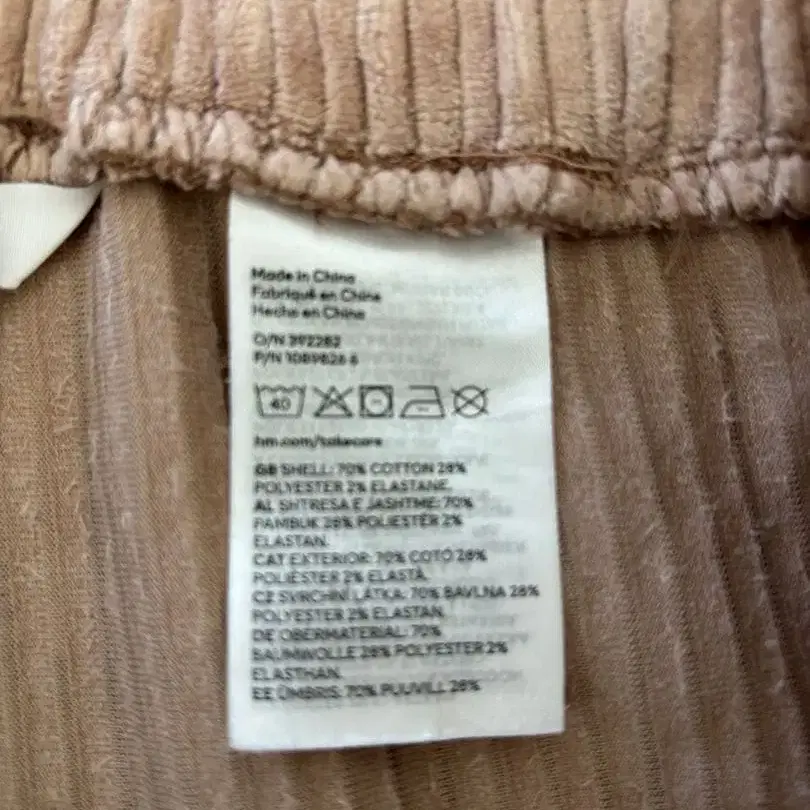 Made in China
Fabriqué en Chine
Hecho en China
O/N 392282
P/N 1089826 6
40
hm.com/takecare
GB SHELL: 70% COTTON 28%
POLYESTER 2% ELASTANE.
AL SHTRESA E JASHTME: 70%
PAMBUK 28% POLIESTËR 2%
ELASTAN.
CAT EXTERIOR: 70% COTÓ 28%
POLIÈSTER 2% ELASTÀ.
CZ SVRCHNÍ LÁTKA: 70% BAVLNA 28%
POLYESTER 2% ELASTAN.
DE OBERMATERIAL: 70%
BAUMWOLLE 28% POLYESTER 2%
ELASTHAN.
EE ÜMBRIS: 70% PUUVILL 28%